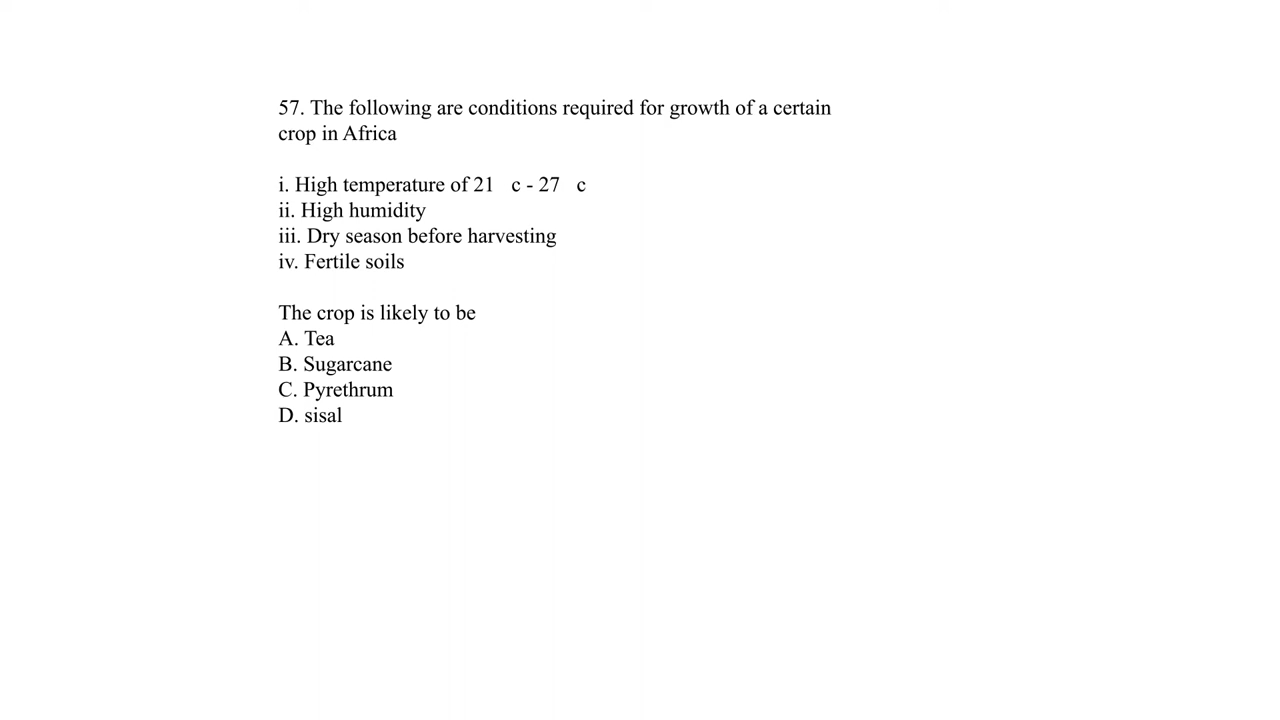 57. The following are conditions required for growth of a certain
crop in Africa
i. High temperature of 21 c - 27 c
ii. High humidity
iii. Dry season before harvesting
iv. Fertile soils
The crop is likely to be
A. Tea
B. Sugarcane
C. Pyrethrum
D. sisal